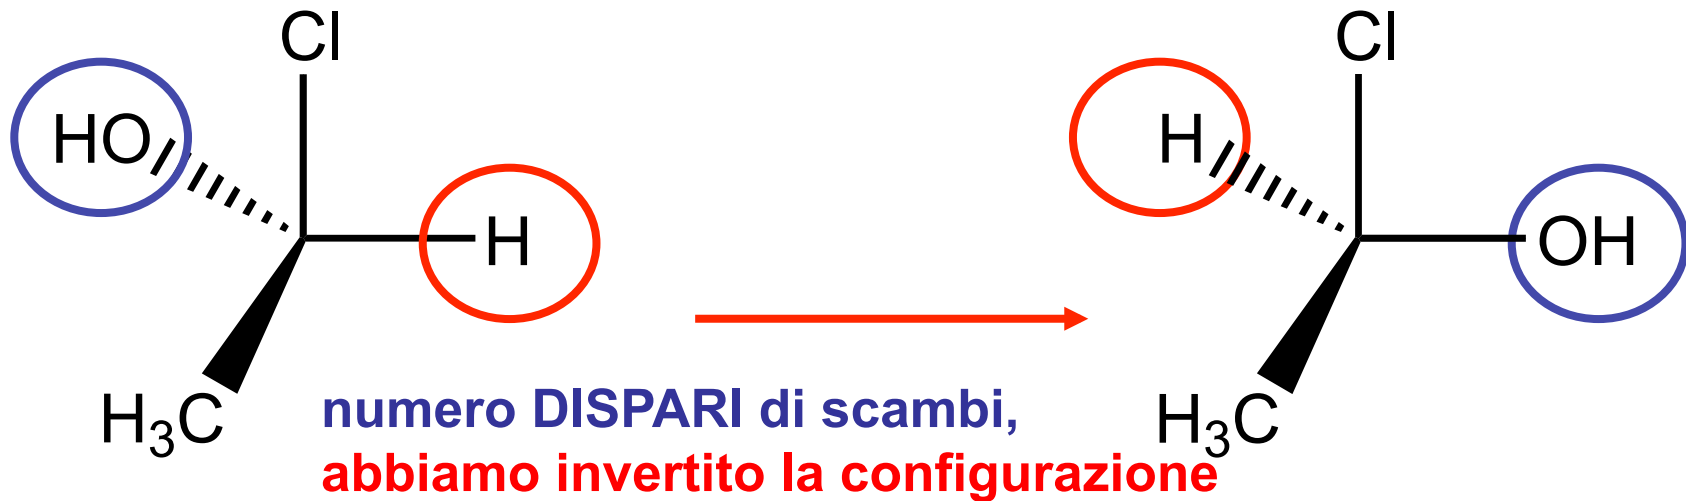 Cl
HO
H
H₃C
Cl
H
OH
H₃C
numero DISPARI di scambi,
abbiamo invertito la configurazione